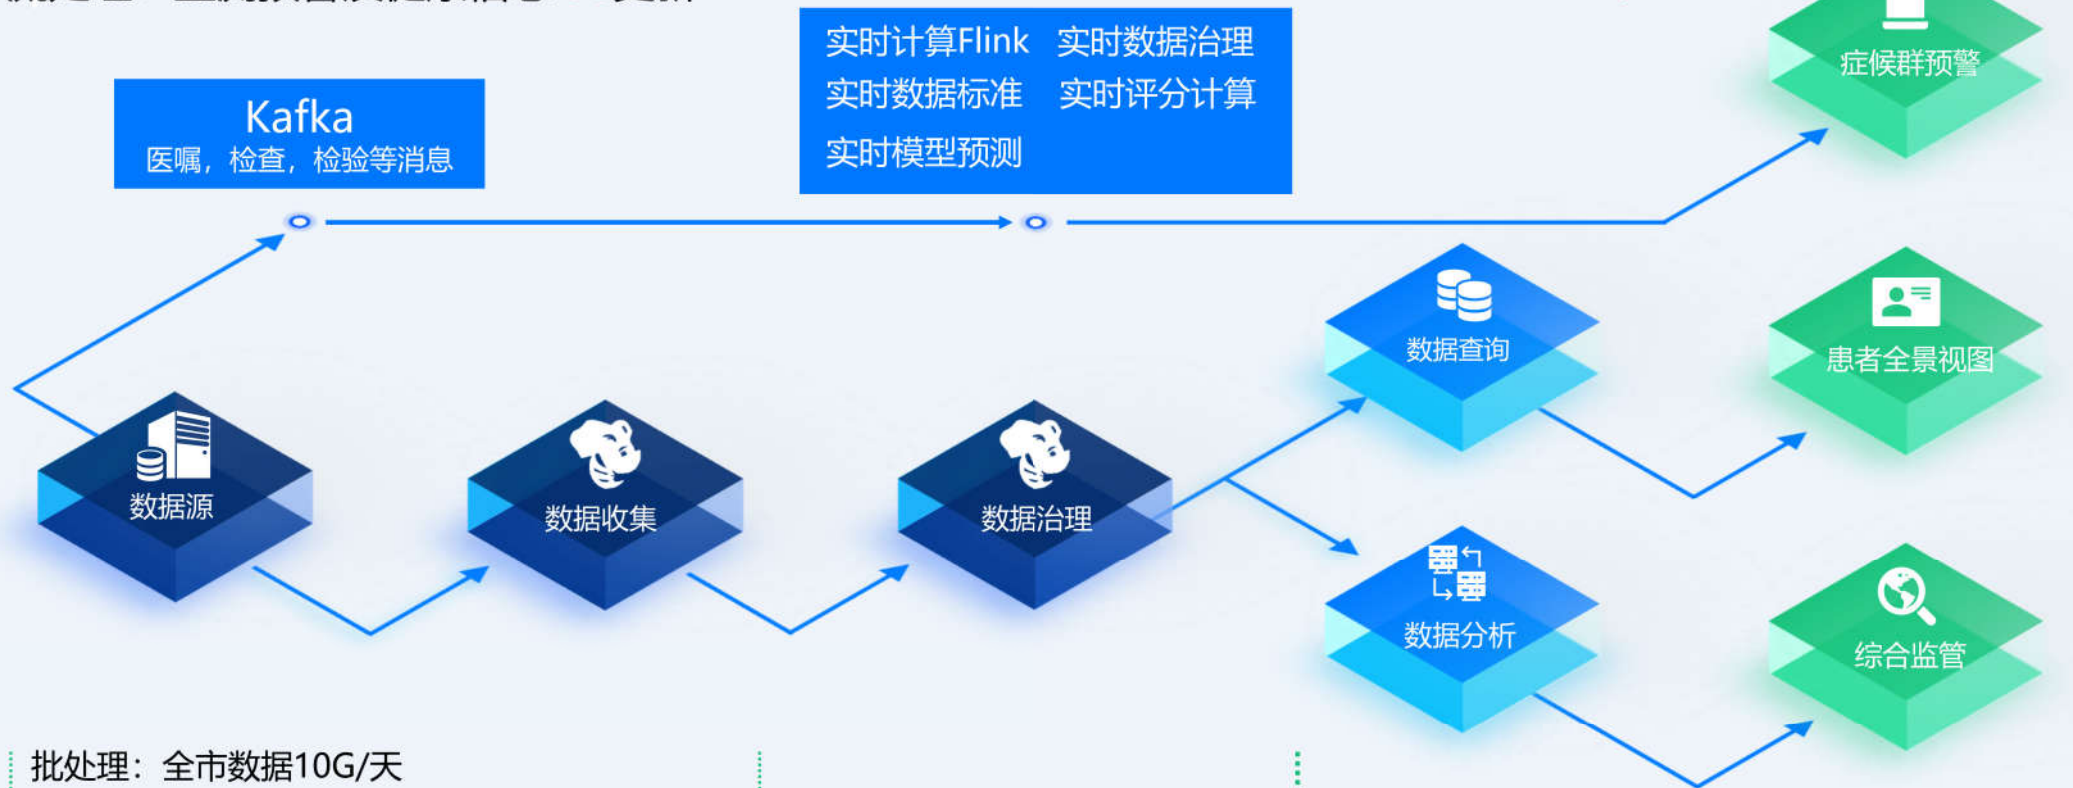 实时计算Flink 实时数据治理
实时数据标准 实时评分计算
实时模型预测
Kafka
医嘱，检查，检验等消息
症候群预警
数据查询
患者全景视图
数据源
数据收集
数据治理
数据分析
综合监管
批处理：全市数据10G/天